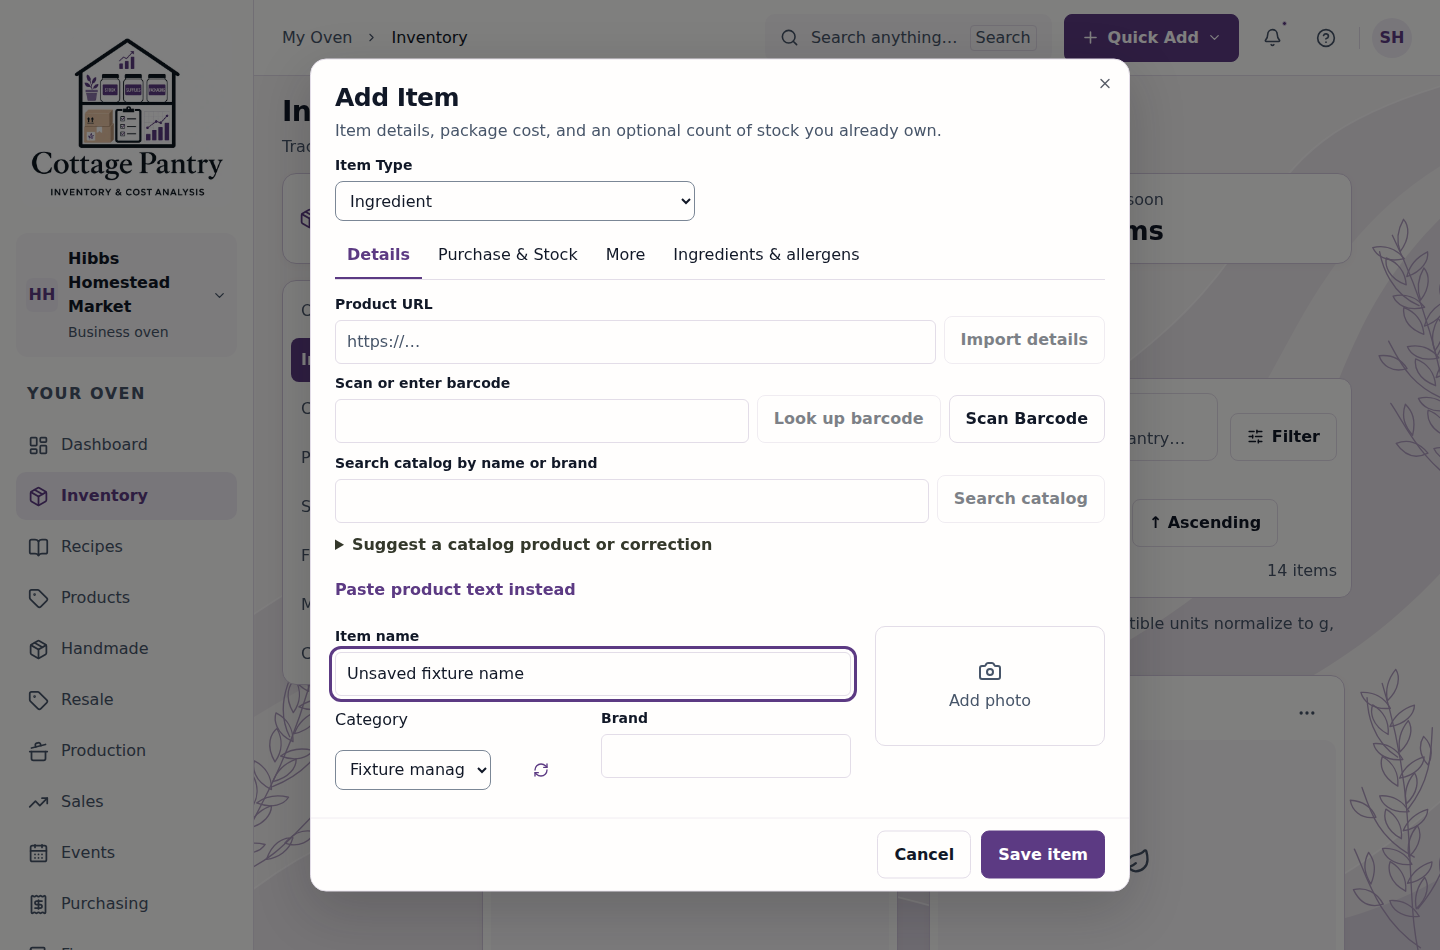 Cottage Pantry
INVENTORY & COST ANALYSIS
HH
Hibbs
Homestead
Market
Business oven
YOUR OVEN
Dashboard
Inventory
Recipes
Products
Handmade
Resale
Production
Sales
Events
Purchasing
My Oven > Inventory
Search anything...
Search
+ Quick Add
SH
soon
ms
antry...
Filter
↑ Ascending
14 items
tible units normalize to g,
Add Item
Item details, package cost, and an optional count of stock you already own.
Item Type
Ingredient
Details
Purchase & Stock
More
Ingredients & allergens
Product URL
https://...
Import details
Scan or enter barcode
Look up barcode
Scan Barcode
Search catalog by name or brand
Search catalog
Suggest a catalog product or correction
Paste product text instead
Item name
Unsaved fixture name
Add photo
Category
Brand
Fixture manag
Cancel
Save item